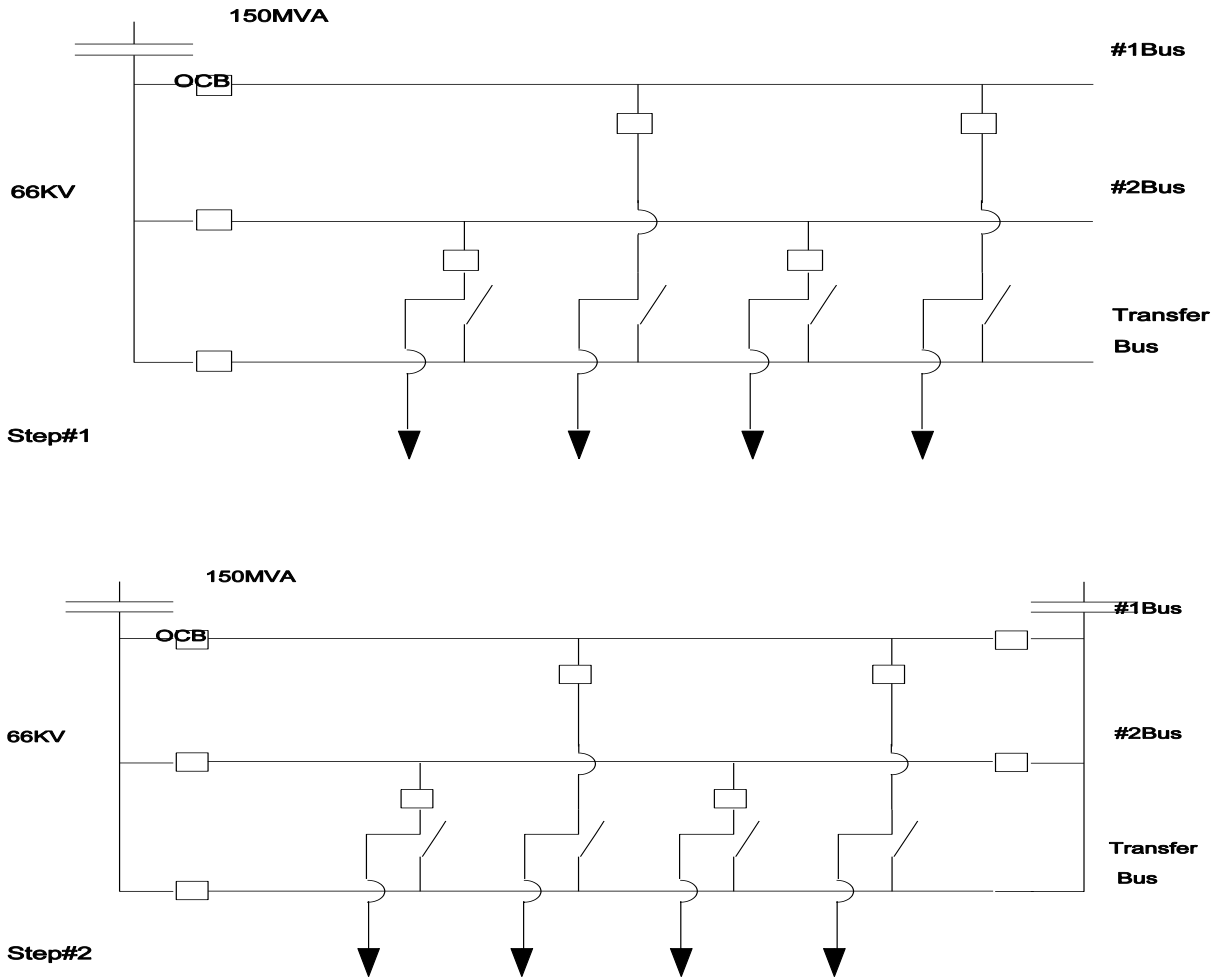 150MVA
#1Bus
OCB
66KV
#2Bus
Transfer
Bus
Step#1
150MVA
#1Bus
OCB
66KV
#2Bus
Transfer
Bus
Step#2